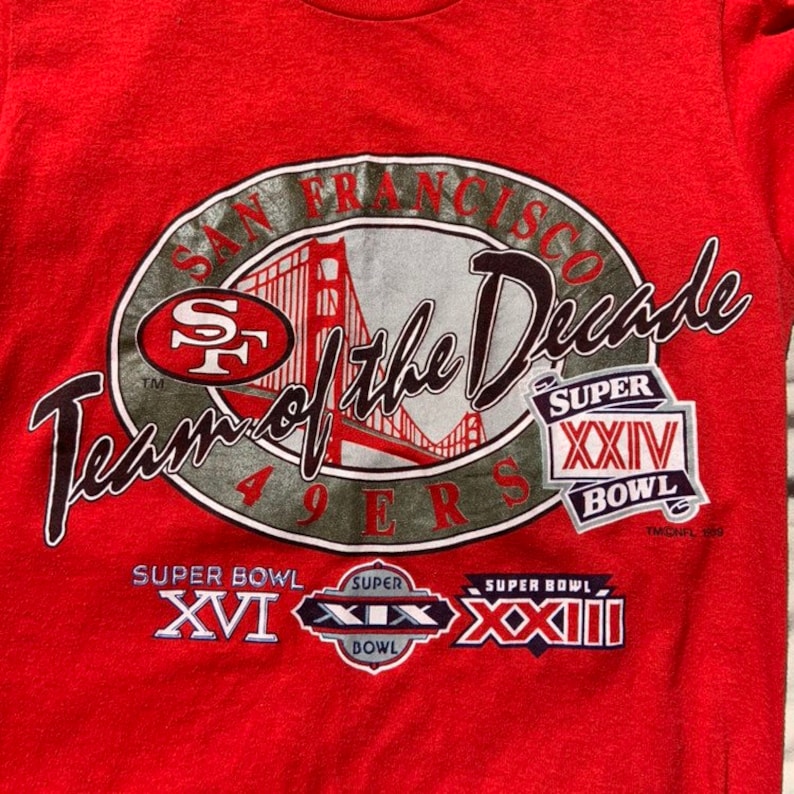 SAN FRANCISCO
SF
TM
Team of the Decade
49ERS
SUPER
XXIV
BOWL
SUPER BOWL
XVI
SUPER
XIX
BOWL
SUPER BOWL
XXIII